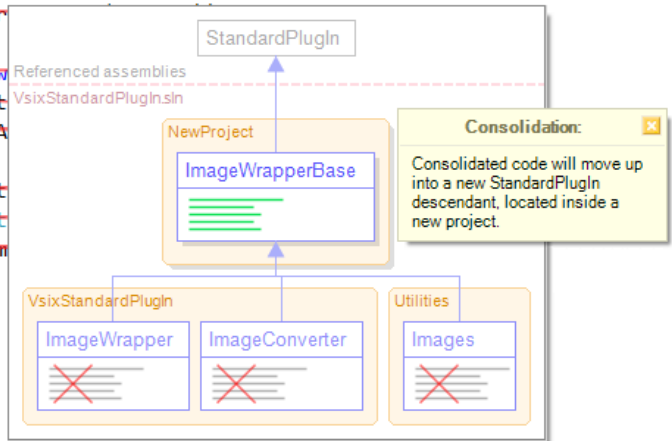 StandardPlugIn
Referenced assemblies
VsixStandardPlugIn.sln
NewProject
Consolidation:
ImageWrapperBase
Consolidated code will move up
into a new StandardPlugIn
descendant, located inside a
new project.
VsixStandardPlugIn
Utilities
ImageWrapper
ImageConverter
Images